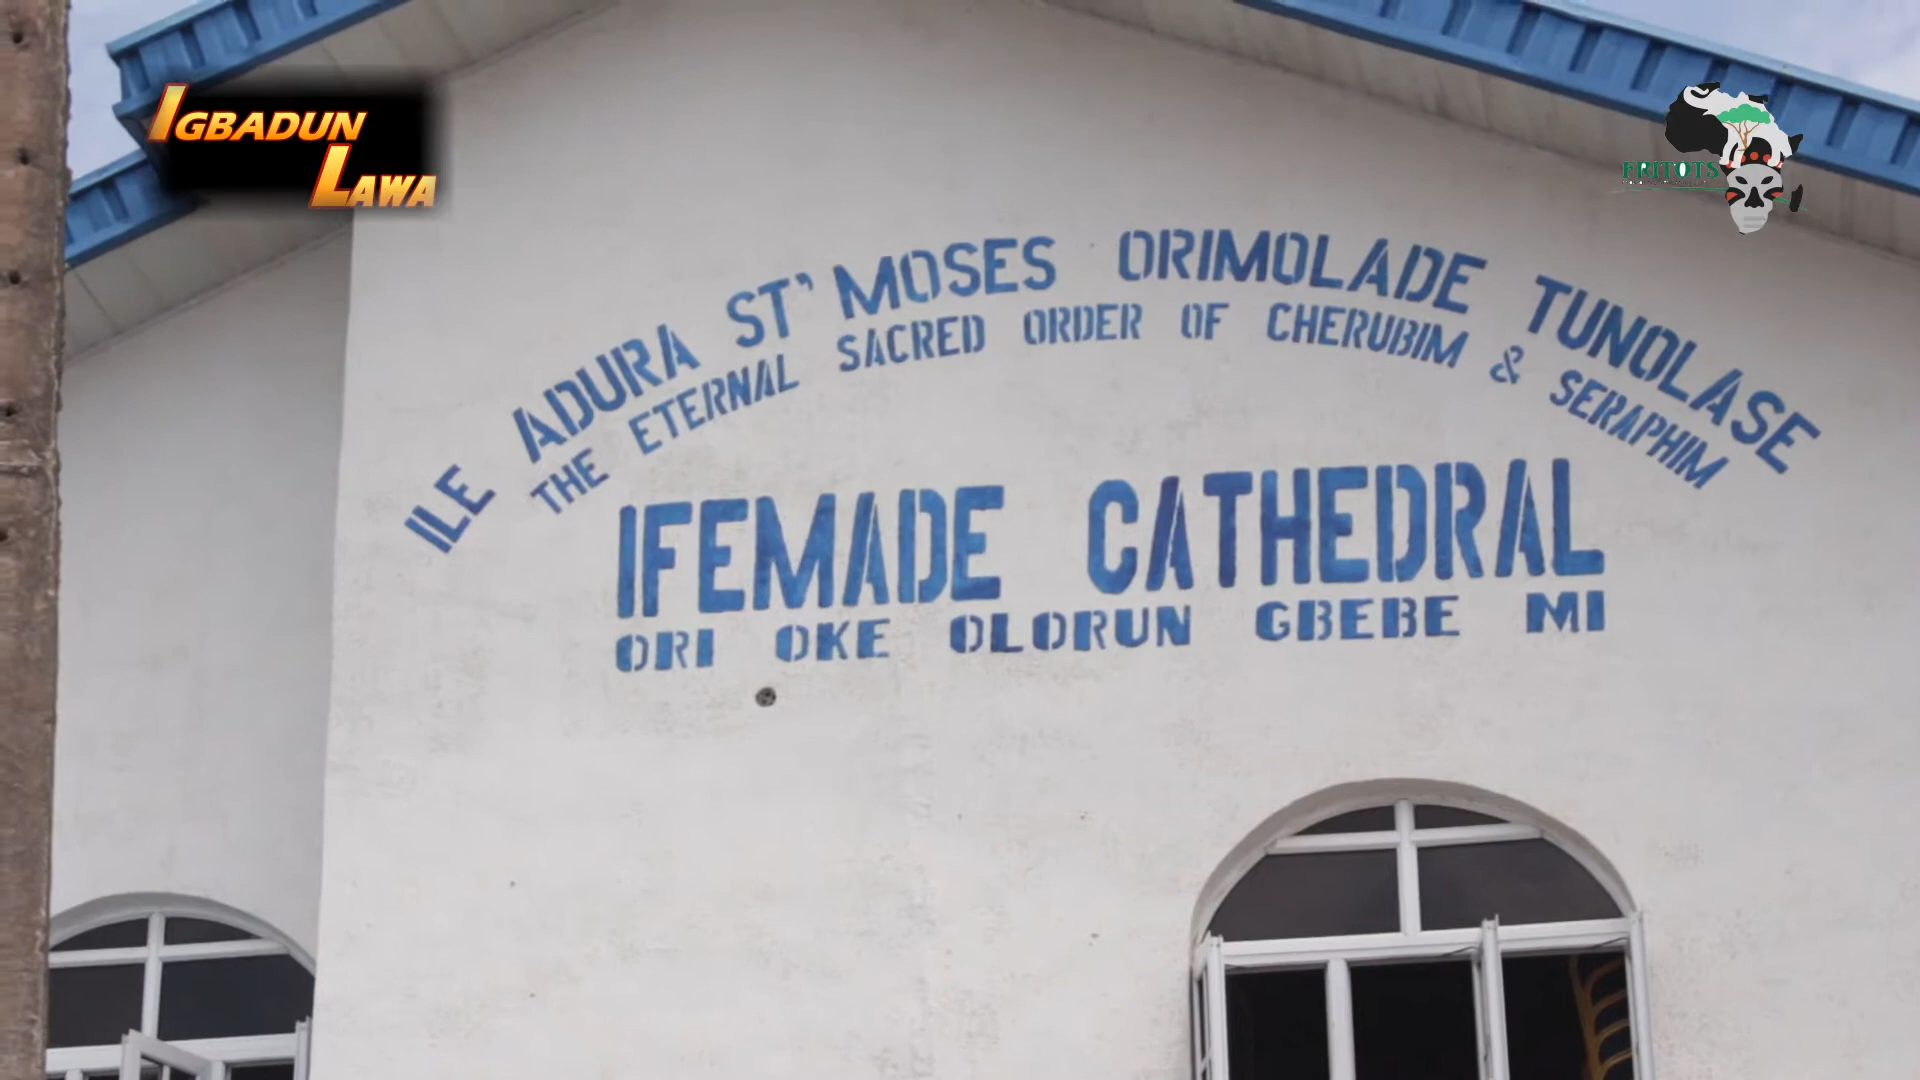 IGBADUN
LAWA
FRITOTS
ILE ADURA ST' MOSES ORIMOLADE TUNOLASE
THE ETERNAL SACRED ORDER OF CHERUBIM & SERAPHIM
IFEMADE CATHEDRAL
ORI OKE OLORUN GBEBE MI